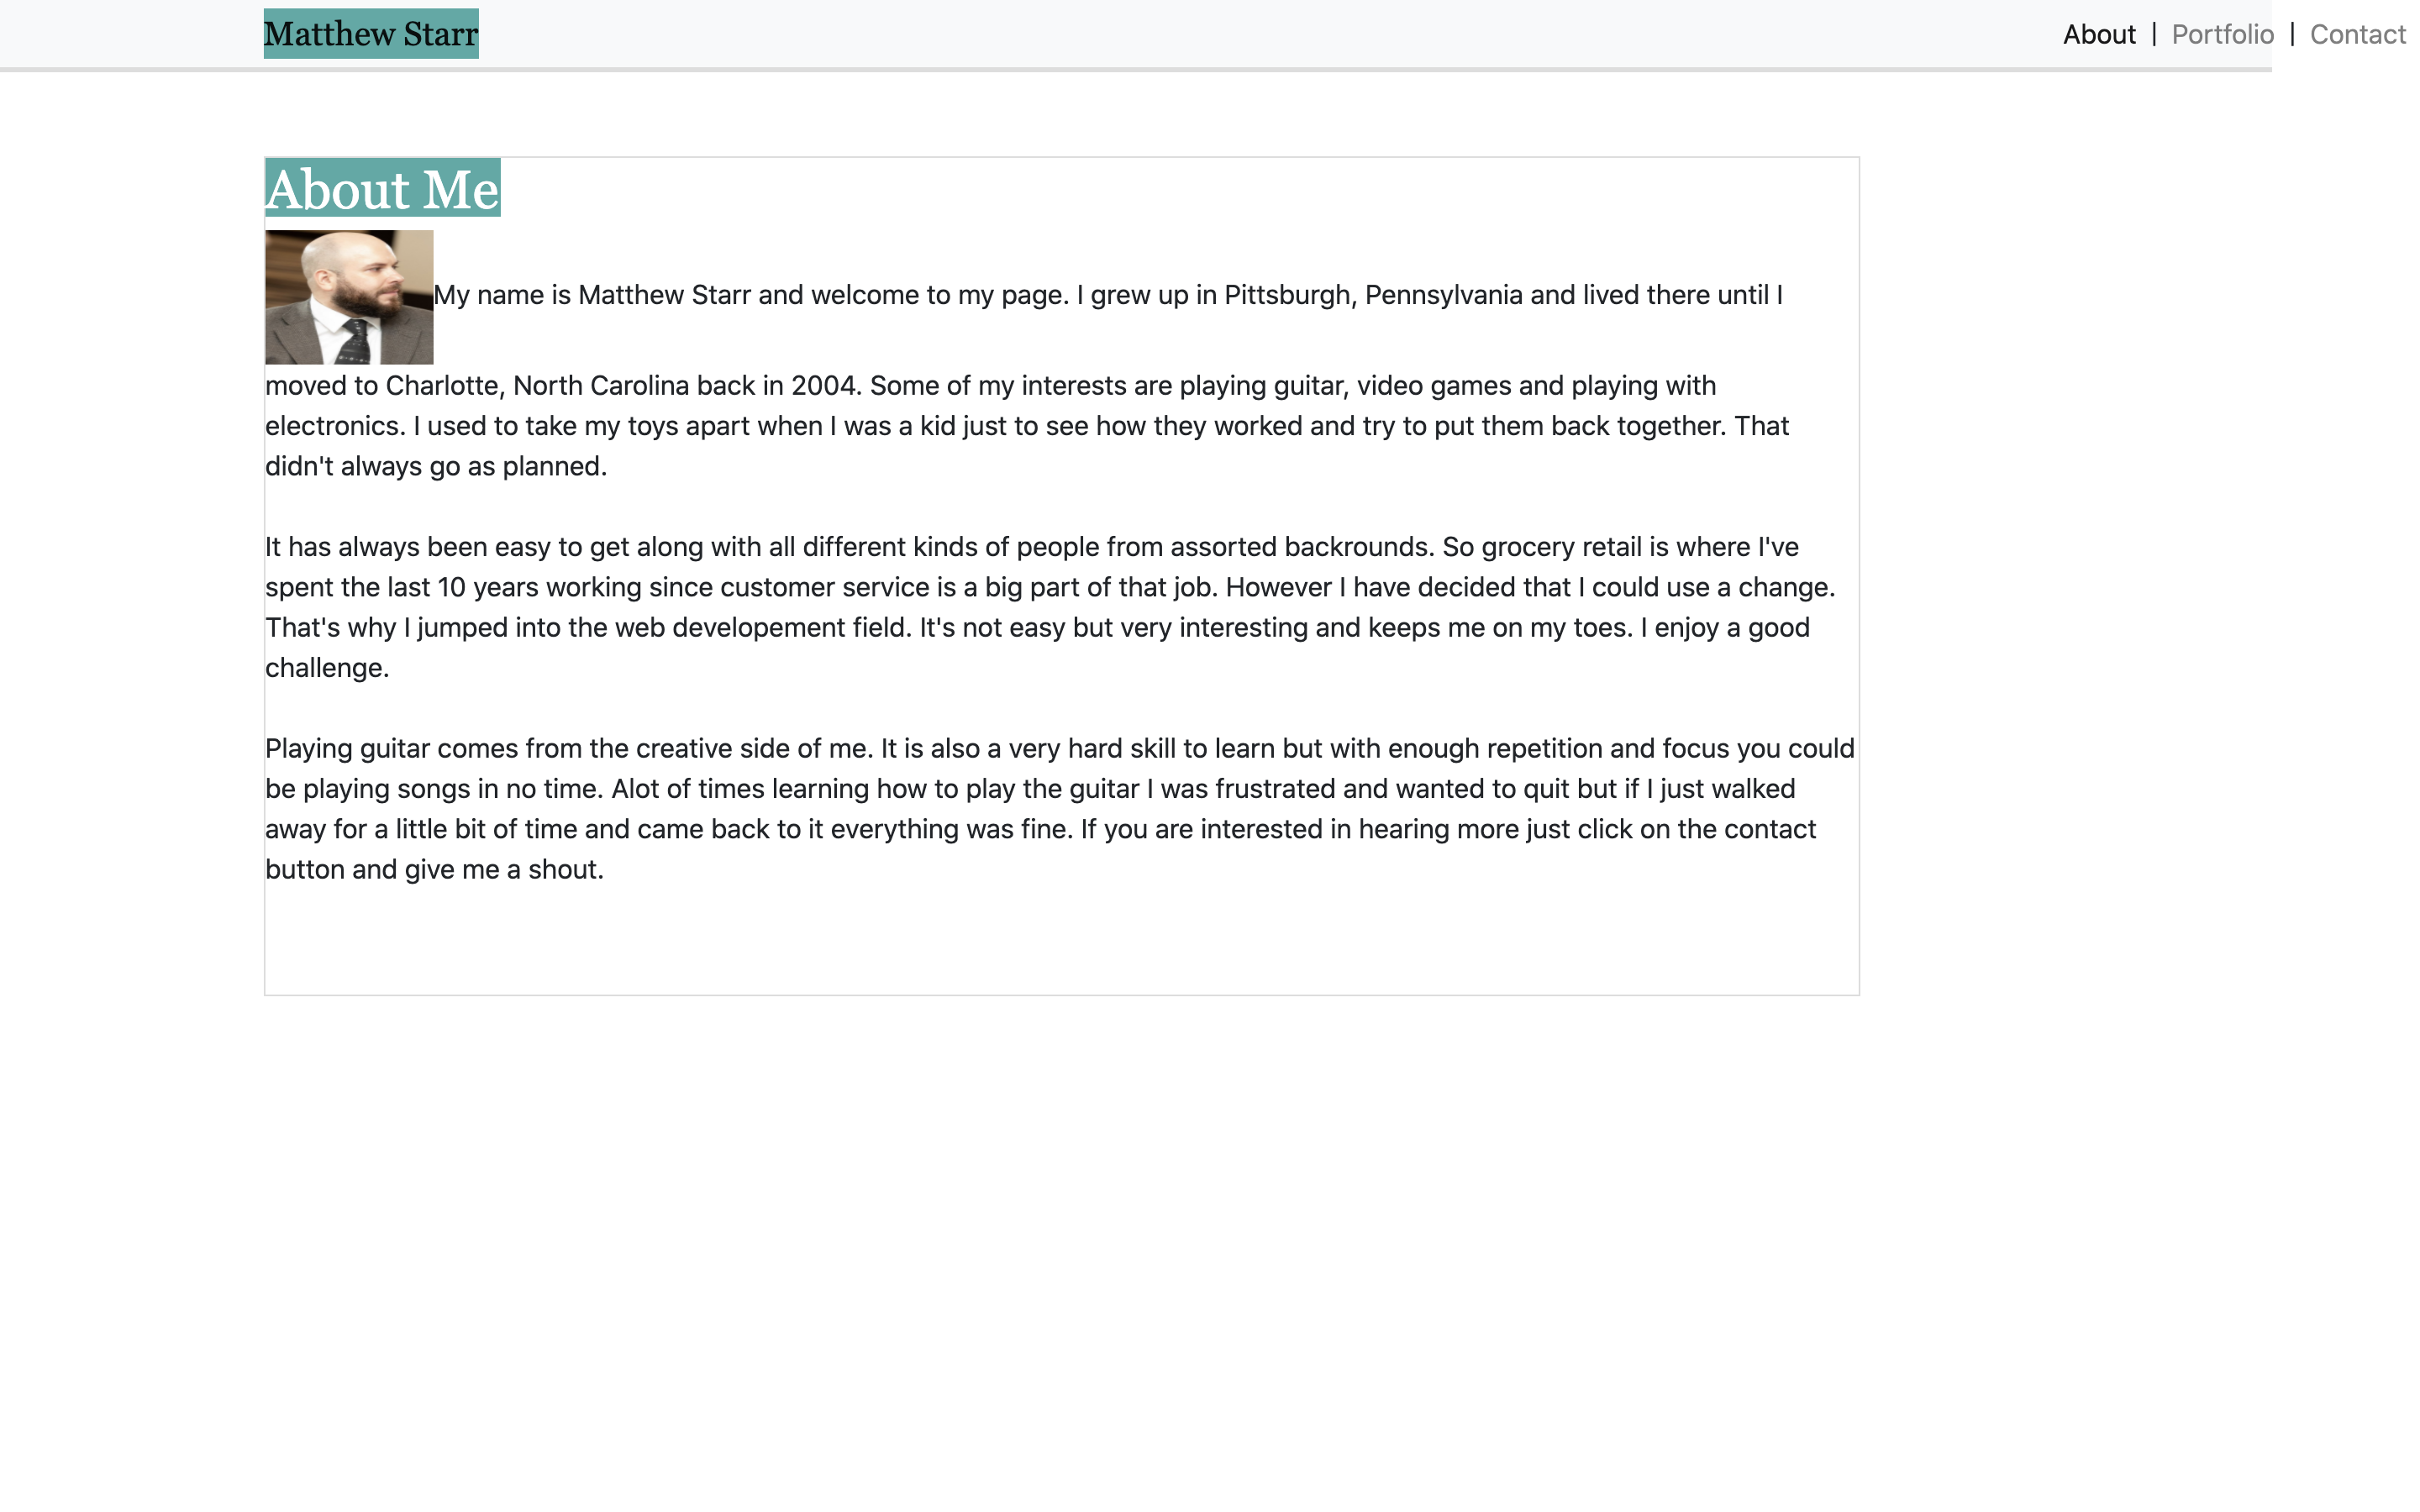 Matthew Starr
About | Portfolio | Contact
About Me
My name is Matthew Starr and welcome to my page. I grew up in Pittsburgh, Pennsylvania and lived there until I
moved to Charlotte, North Carolina back in 2004. Some of my interests are playing guitar, video games and playing with
electronics. I used to take my toys apart when I was a kid just to see how they worked and try to put them back together. That
didn't always go as planned.
It has always been easy to get along with all different kinds of people from assorted backrounds. So grocery retail is where I've
spent the last 10 years working since customer service is a big part of that job. However I have decided that I could use a change.
That's why I jumped into the web developement field. It's not easy but very interesting and keeps me on my toes. I enjoy a good
challenge.
Playing guitar comes from the creative side of me. It is also a very hard skill to learn but with enough repetition and focus you could
be playing songs in no time. Alot of times learning how to play the guitar I was frustrated and wanted to quit but if I just walked
away for a little bit of time and came back to it everything was fine. If you are interested in hearing more just click on the contact
button and give me a shout.